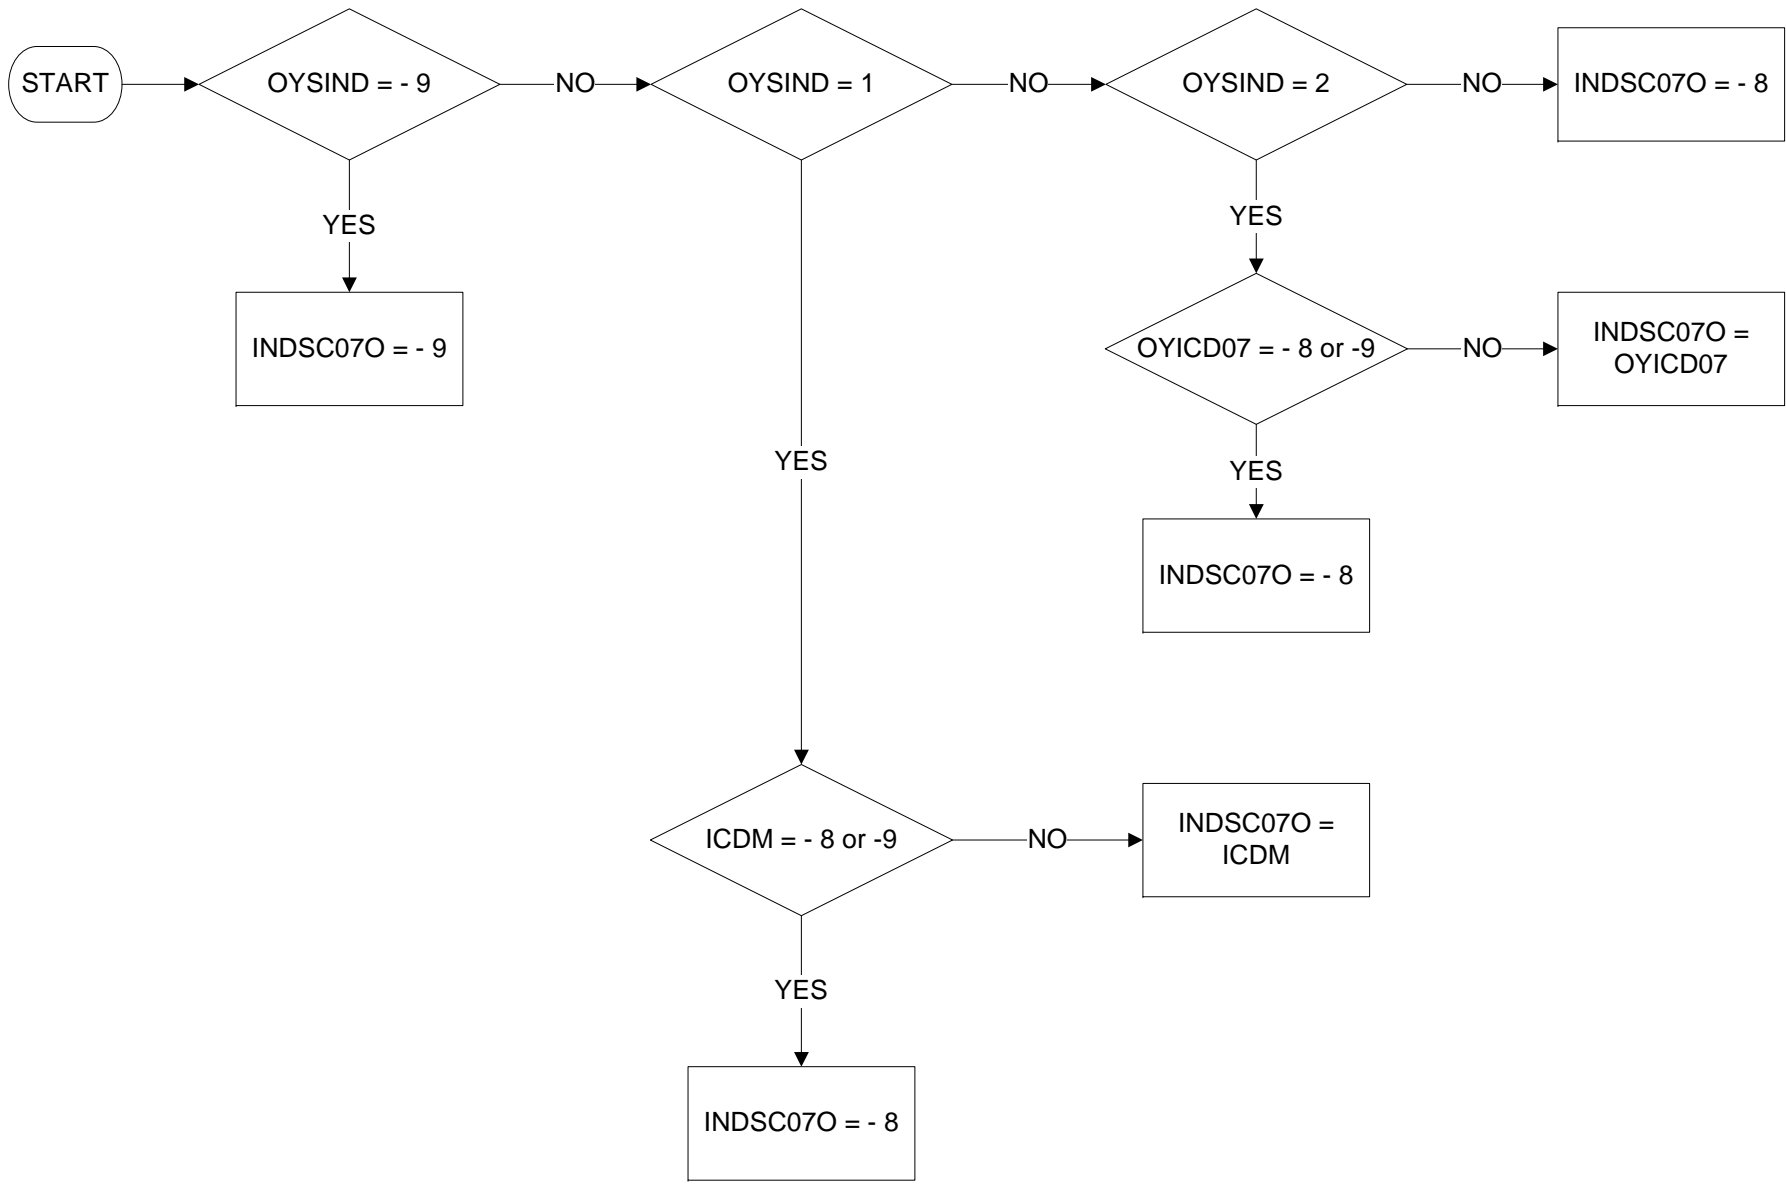 START
OYSIND = - 9
NO
OYSIND = 1
NO
OYSIND = 2
NO
INDSC07O = - 8
YES
INDSC07O = - 9
YES
OYICD07 = - 8 or -9
NO
INDSC07O =
OYICD07
YES
INDSC07O = - 8
YES
ICDM = - 8 or -9
NO
INDSC07O =
ICDM
YES
INDSC07O = - 8